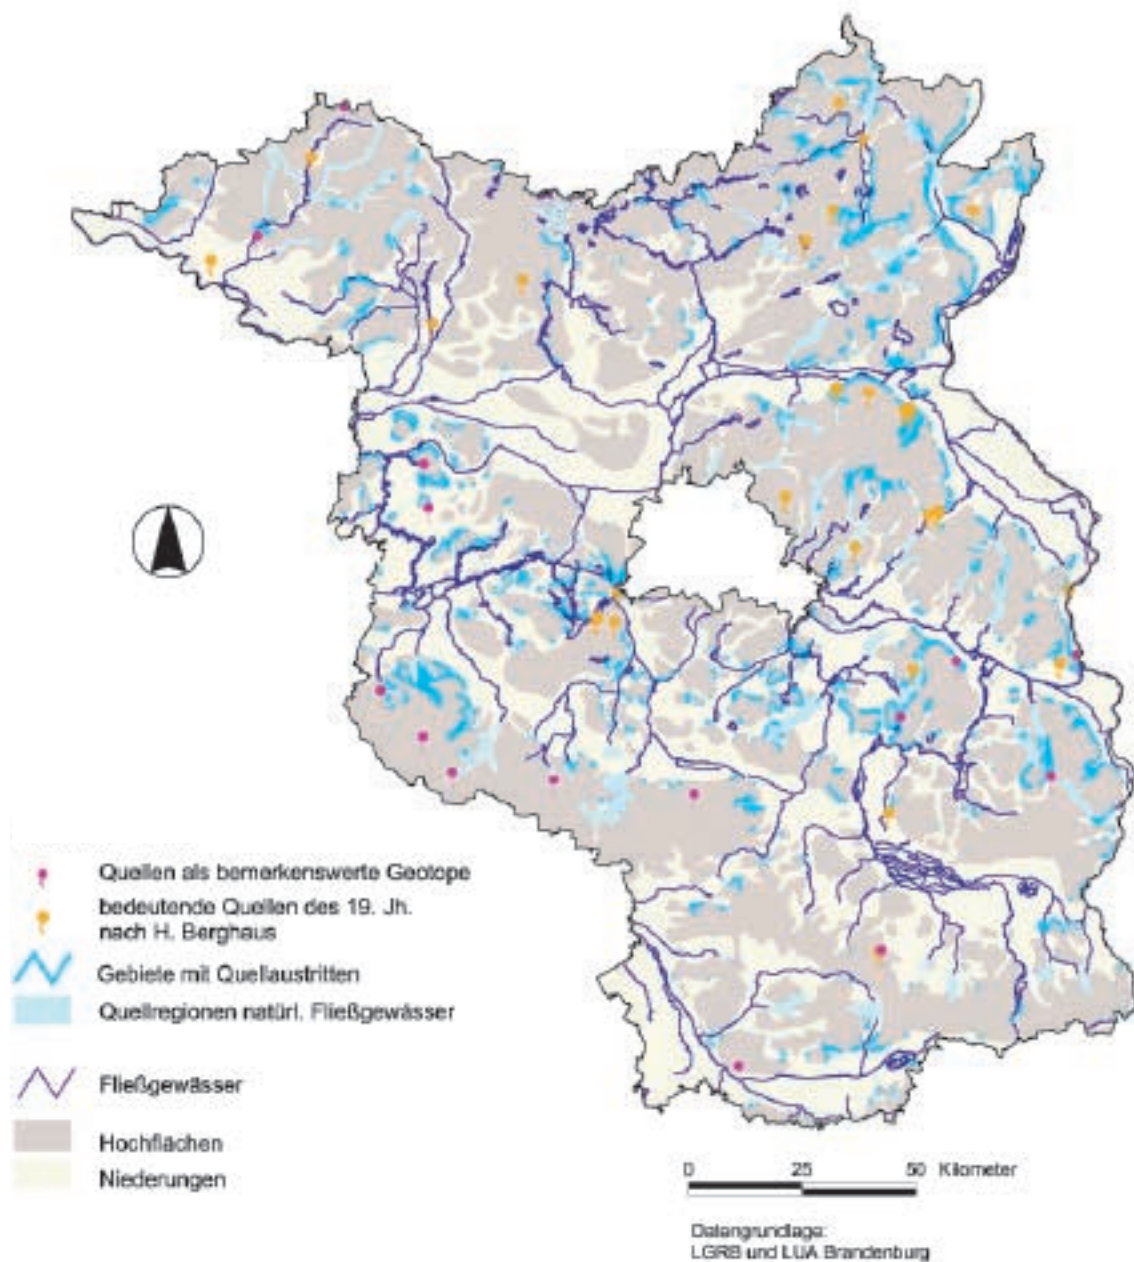 Quellen als bemerkenswerte Geotope
bedeutende Quellen des 19. Jh.
nach H. Berghaus
Gebiete mit Quellaustritten
Quellregionen natürl. Fließgewässer
Fließgewässer
Hochflächen
Niederungen
0 25 50 Kilometer
Datengrundlage:
LGRB und LUA Brandenburg